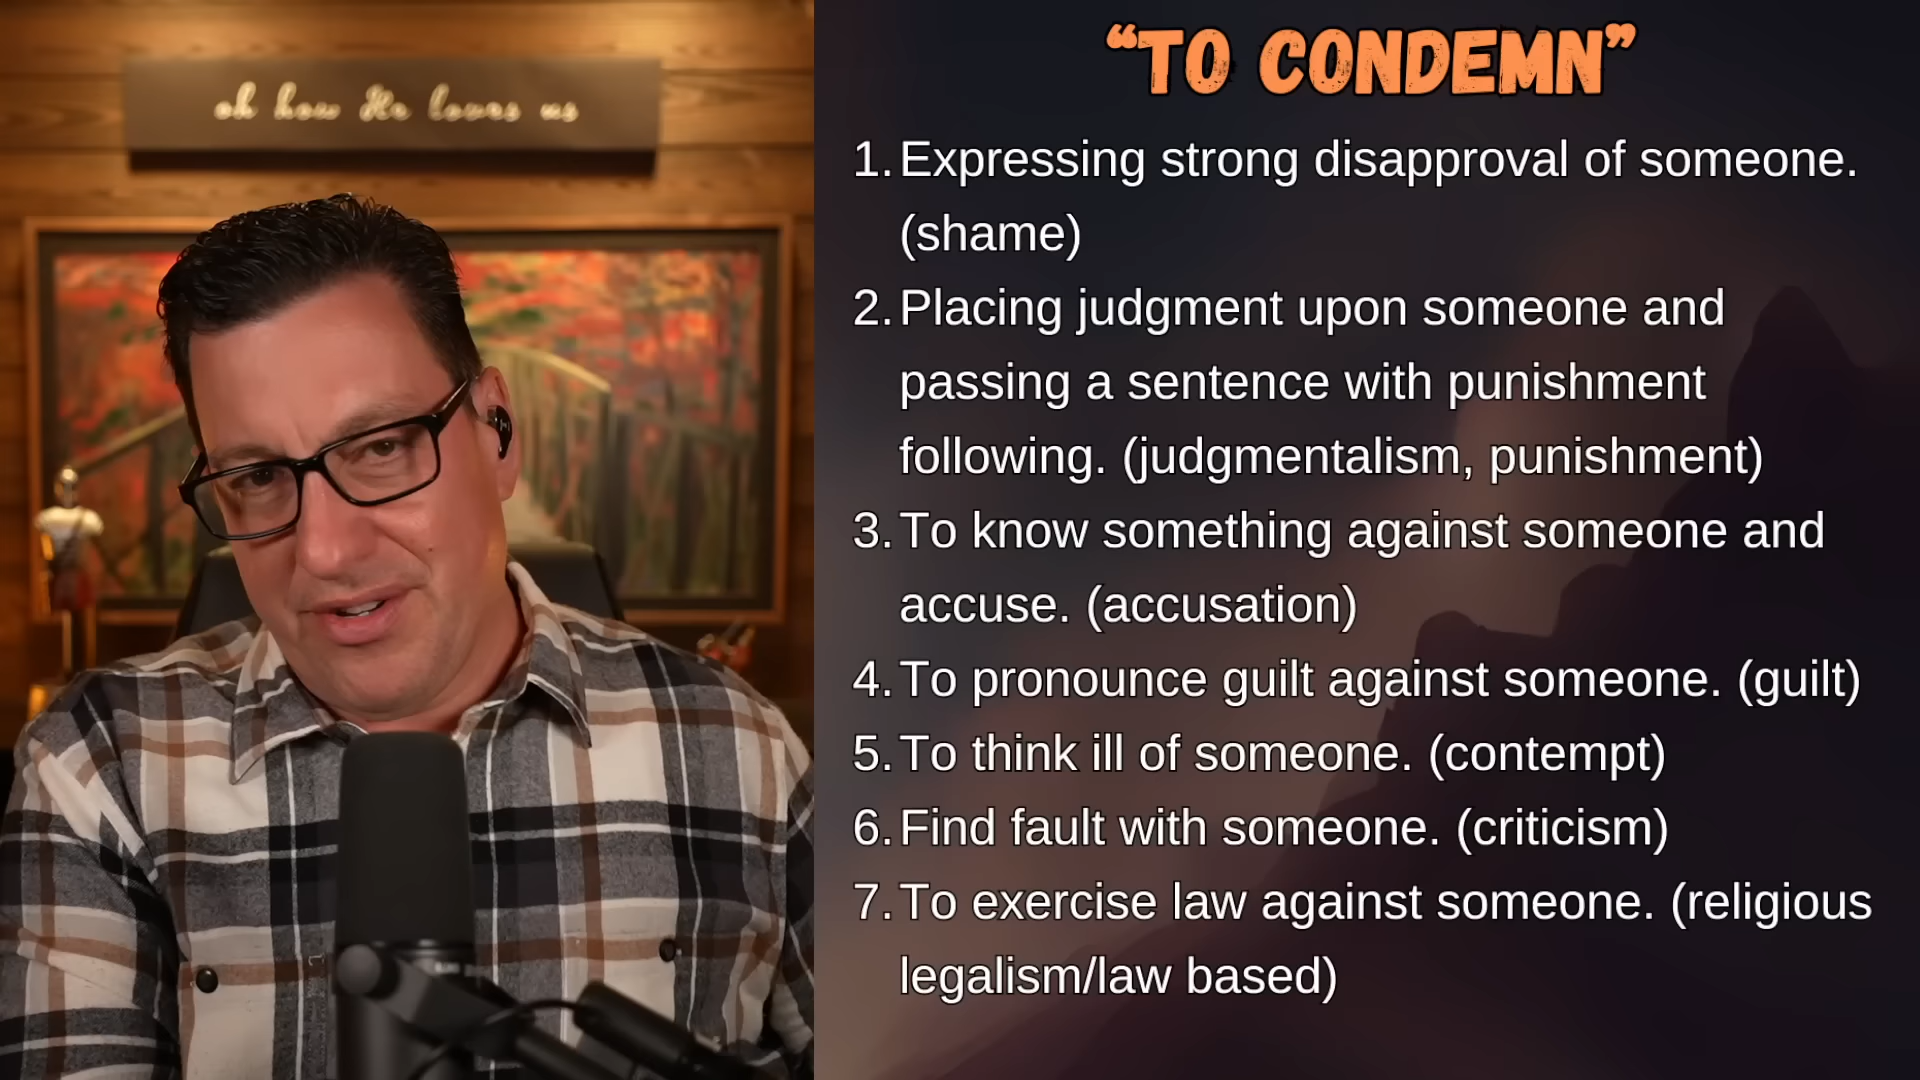 oh how He loves us
“TO CONDEMN”
1. Expressing strong disapproval of someone.
(shame)
2. Placing judgment upon someone and
passing a sentence with punishment
following. (judgmentalism, punishment)
3. To know something against someone and
accuse. (accusation)
4. To pronounce guilt against someone. (guilt)
5. To think ill of someone. (contempt)
6. Find fault with someone. (criticism)
7. To exercise law against someone. (religious
legalism/law based)